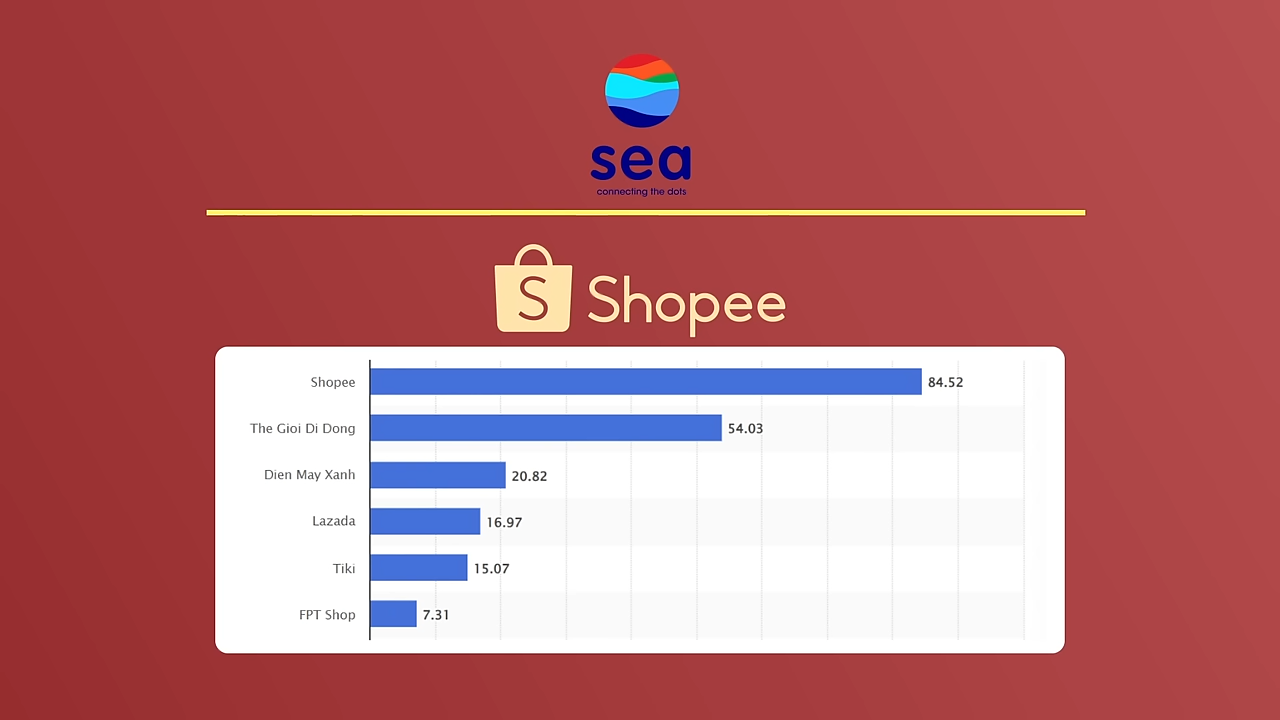 sea
connecting the dots
S Shopee
Shopee 84.52
The Gioi Di Dong 54.03
Dien May Xanh 20.82
Lazada 16.97
Tiki 15.07
FPT Shop 7.31